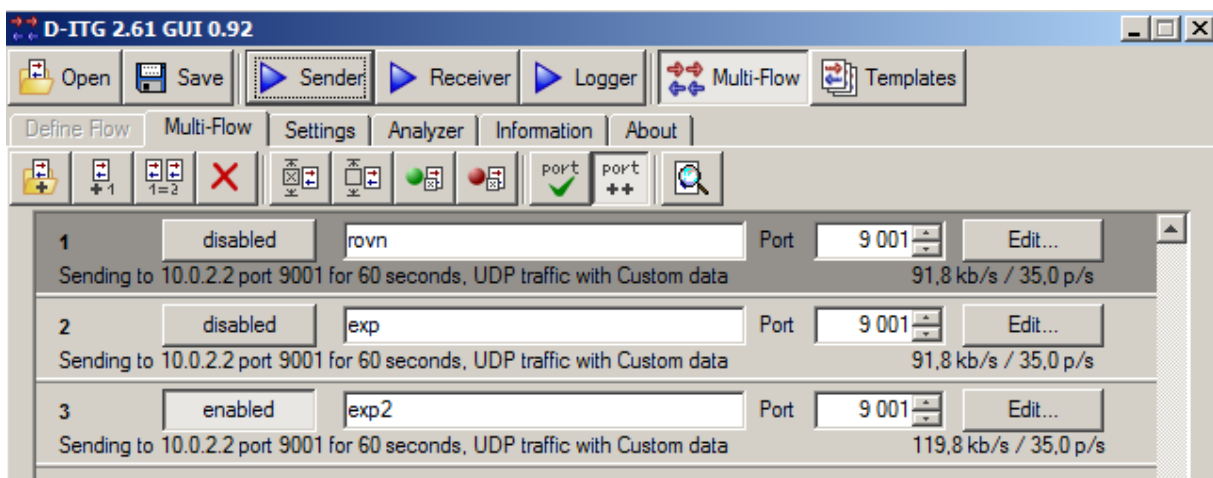 D-ITG 2.61 GUI 0.92
Open Save Sender Receiver Logger Multi-Flow Templates
Define Flow Multi-Flow Settings Analyzer Information About
+1 1=2 port port ++
1 disabled rovn Port 9 001 Edit...
Sending to 10.0.2.2 port 9001 for 60 seconds, UDP traffic with Custom data 91,8 kb/s / 35,0 p/s
2 disabled exp Port 9 001 Edit...
Sending to 10.0.2.2 port 9001 for 60 seconds, UDP traffic with Custom data 91,8 kb/s / 35,0 p/s
3 enabled exp2 Port 9 001 Edit...
Sending to 10.0.2.2 port 9001 for 60 seconds, UDP traffic with Custom data 119,8 kb/s / 35,0 p/s